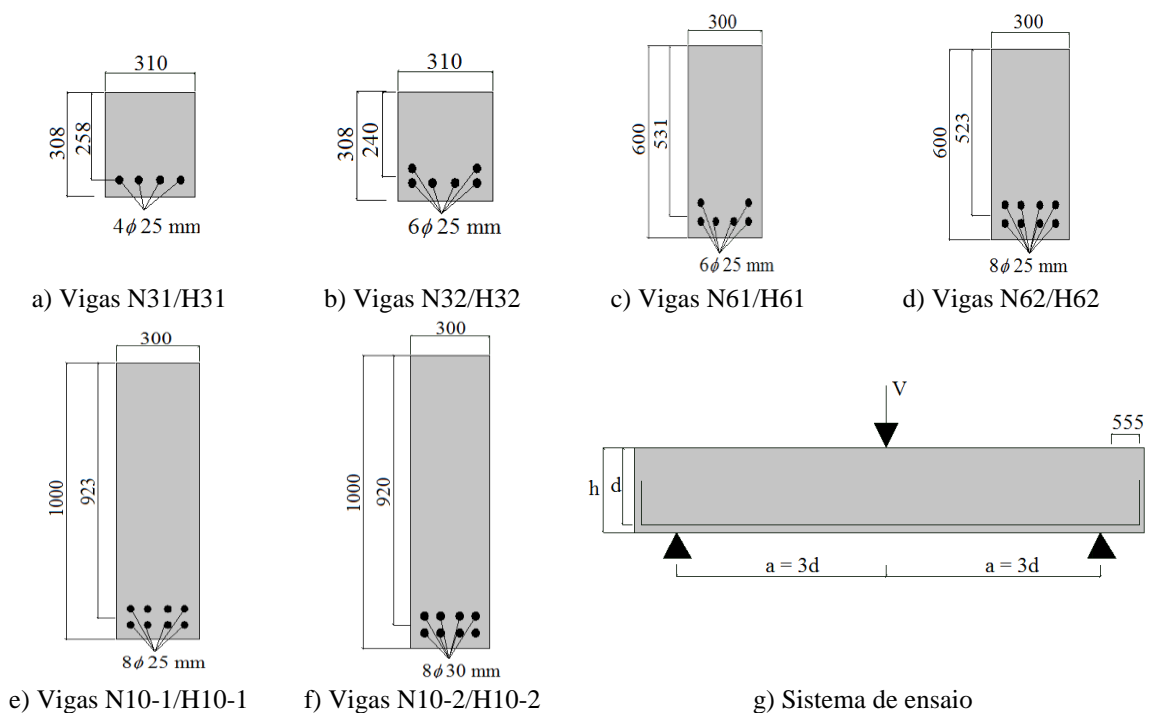 310
308
258
4ϕ 25 mm
a) Vigas N31/H31
310
308
240
6ϕ 25 mm
b) Vigas N32/H32
300
600
531
6ϕ 25 mm
c) Vigas N61/H61
300
600
523
8ϕ 25 mm
d) Vigas N62/H62
300
1000
923
8ϕ 25 mm
e) Vigas N10-1/H10-1
300
1000
920
8ϕ 30 mm
f) Vigas N10-2/H10-2
V
555
h
d
a = 3d
a = 3d
g) Sistema de ensaio